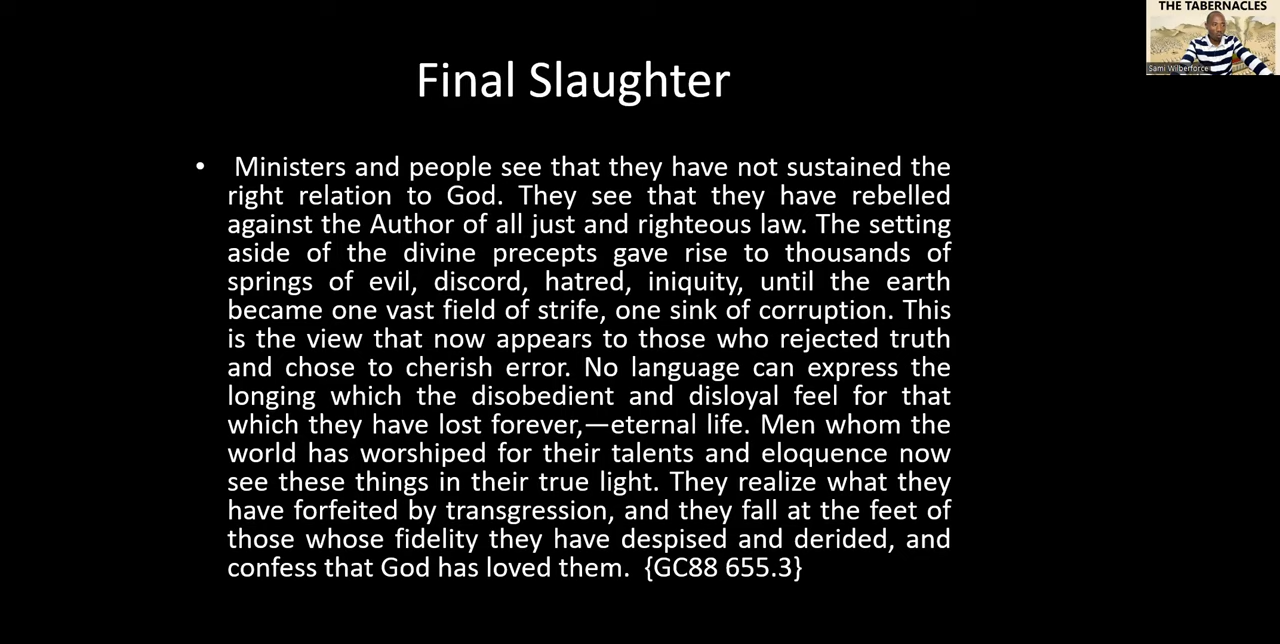 THE TABERNACLES
Sami Wilberforce
Final Slaughter
• Ministers and people see that they have not sustained the
right relation to God. They see that they have rebelled
against the Author of all just and righteous law. The setting
aside of the divine precepts gave rise to thousands of
springs of evil, discord, hatred, iniquity, until the earth
became one vast field of strife, one sink of corruption. This
is the view that now appears to those who rejected truth
and chose to cherish error. No language can express the
longing which the disobedient and disloyal feel for that
which they have lost forever,—eternal life. Men whom the
world has worshiped for their talents and eloquence now
see these things in their true light. They realize what they
have forfeited by transgression, and they fall at the feet of
those whose fidelity they have despised and derided, and
confess that God has loved them. {GC88 655.3}